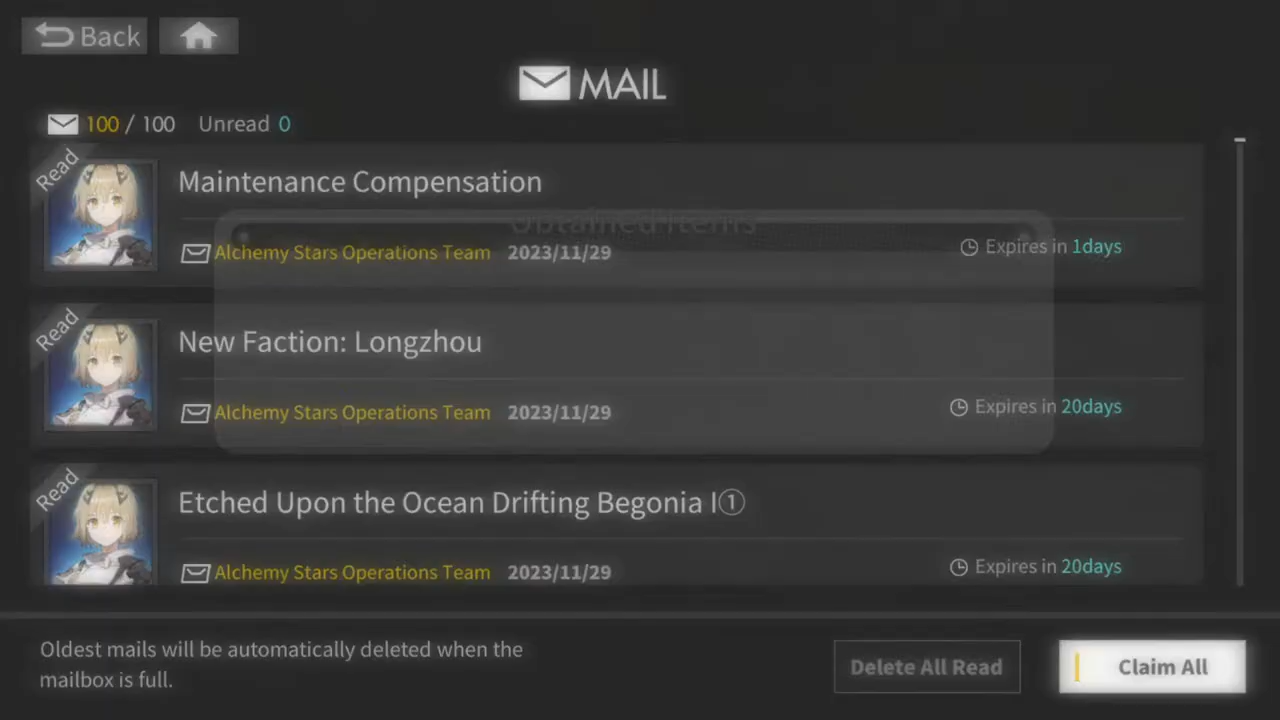 Back
MAIL
100 / 100 Unread 0
Read
Maintenance Compensation
Obtained Items
Alchemy Stars Operations Team 2023/11/29
Expires in 1days
Read
New Faction: Longzhou
Alchemy Stars Operations Team 2023/11/29
Expires in 20days
Read
Etched Upon the Ocean Drifting Begonia I①
Alchemy Stars Operations Team 2023/11/29
Expires in 20days
Oldest mails will be automatically deleted when the
mailbox is full.
Delete All Read
Claim All